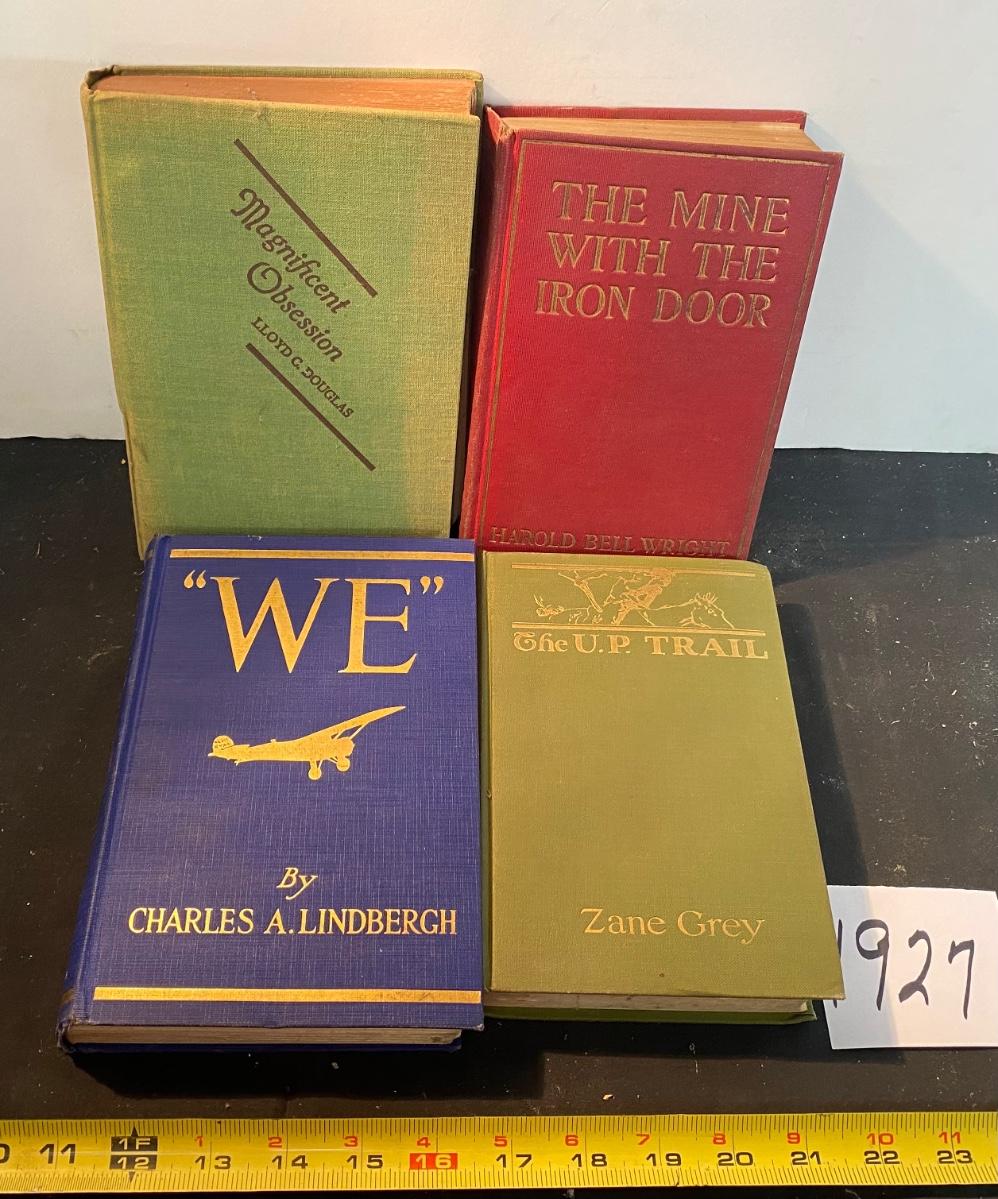 Magnificent
Obsession
LLOYD C. DOUGLAS
THE MINE
WITH THE
IRON DOOR
HAROLD BELL WRIGHT
"WE"
By
CHARLES A. LINDBERGH
The U.P. TRAIL
Zane Grey
1927
1F 1 2 3 4 5 6 7 8 9 10 11
0 11 12 13 14 15 16 17 18 19 20 21 22 23